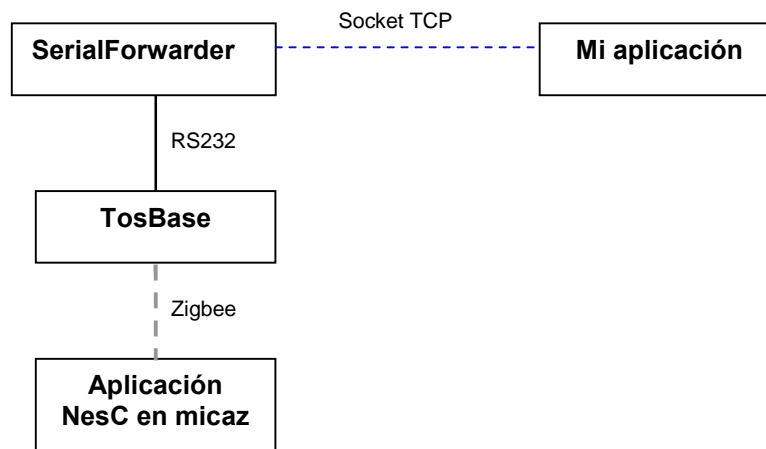 Socket TCP
SerialForwarder
Mi aplicación
RS232
TosBase
Zigbee
Aplicación
NesC en micaz